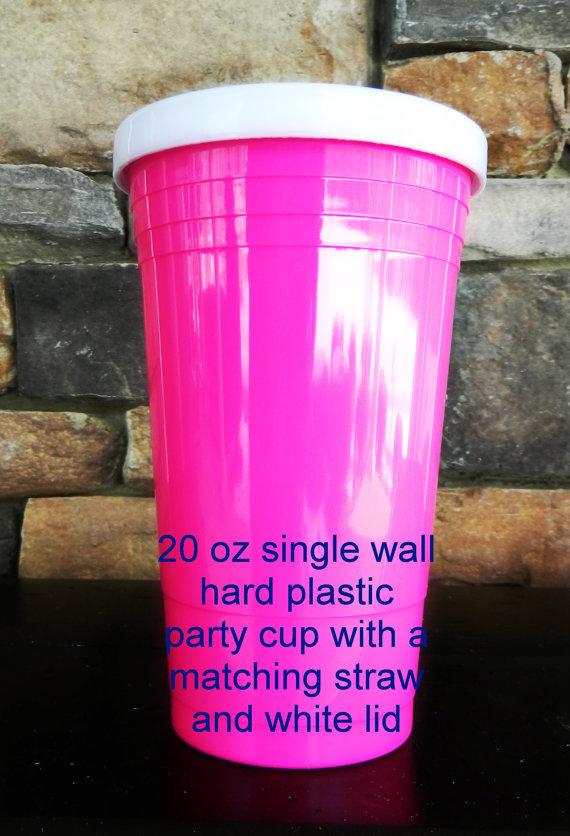 20 oz single wall
hard plastic
party cup with a
matching straw
and white lid